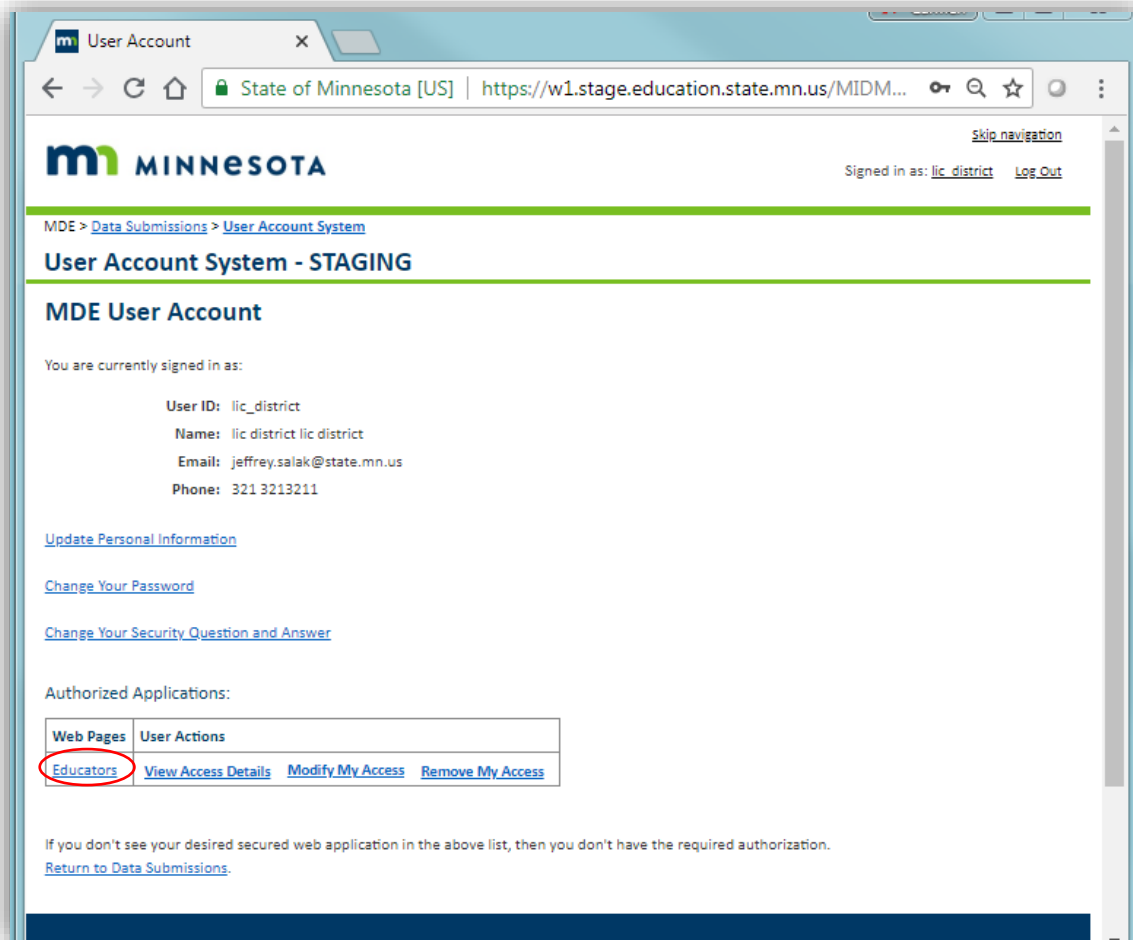 User Account
State of Minnesota [US] | https://w1.stage.education.state.mn.us/MIDM...
Skip navigation
mn MINNESOTA
Signed in as: lic_district Log Out
MDE > Data Submissions > User Account System
User Account System - STAGING
MDE User Account
You are currently signed in as:
User ID: lic_district
Name: lic district lic district
Email: jeffrey.salak@state.mn.us
Phone: 321 3213211
Update Personal Information
Change Your Password
Change Your Security Question and Answer
Authorized Applications:
Web Pages User Actions
Educators View Access Details Modify My Access Remove My Access
If you don't see your desired secured web application in the above list, then you don't have the required authorization.
Return to Data Submissions.